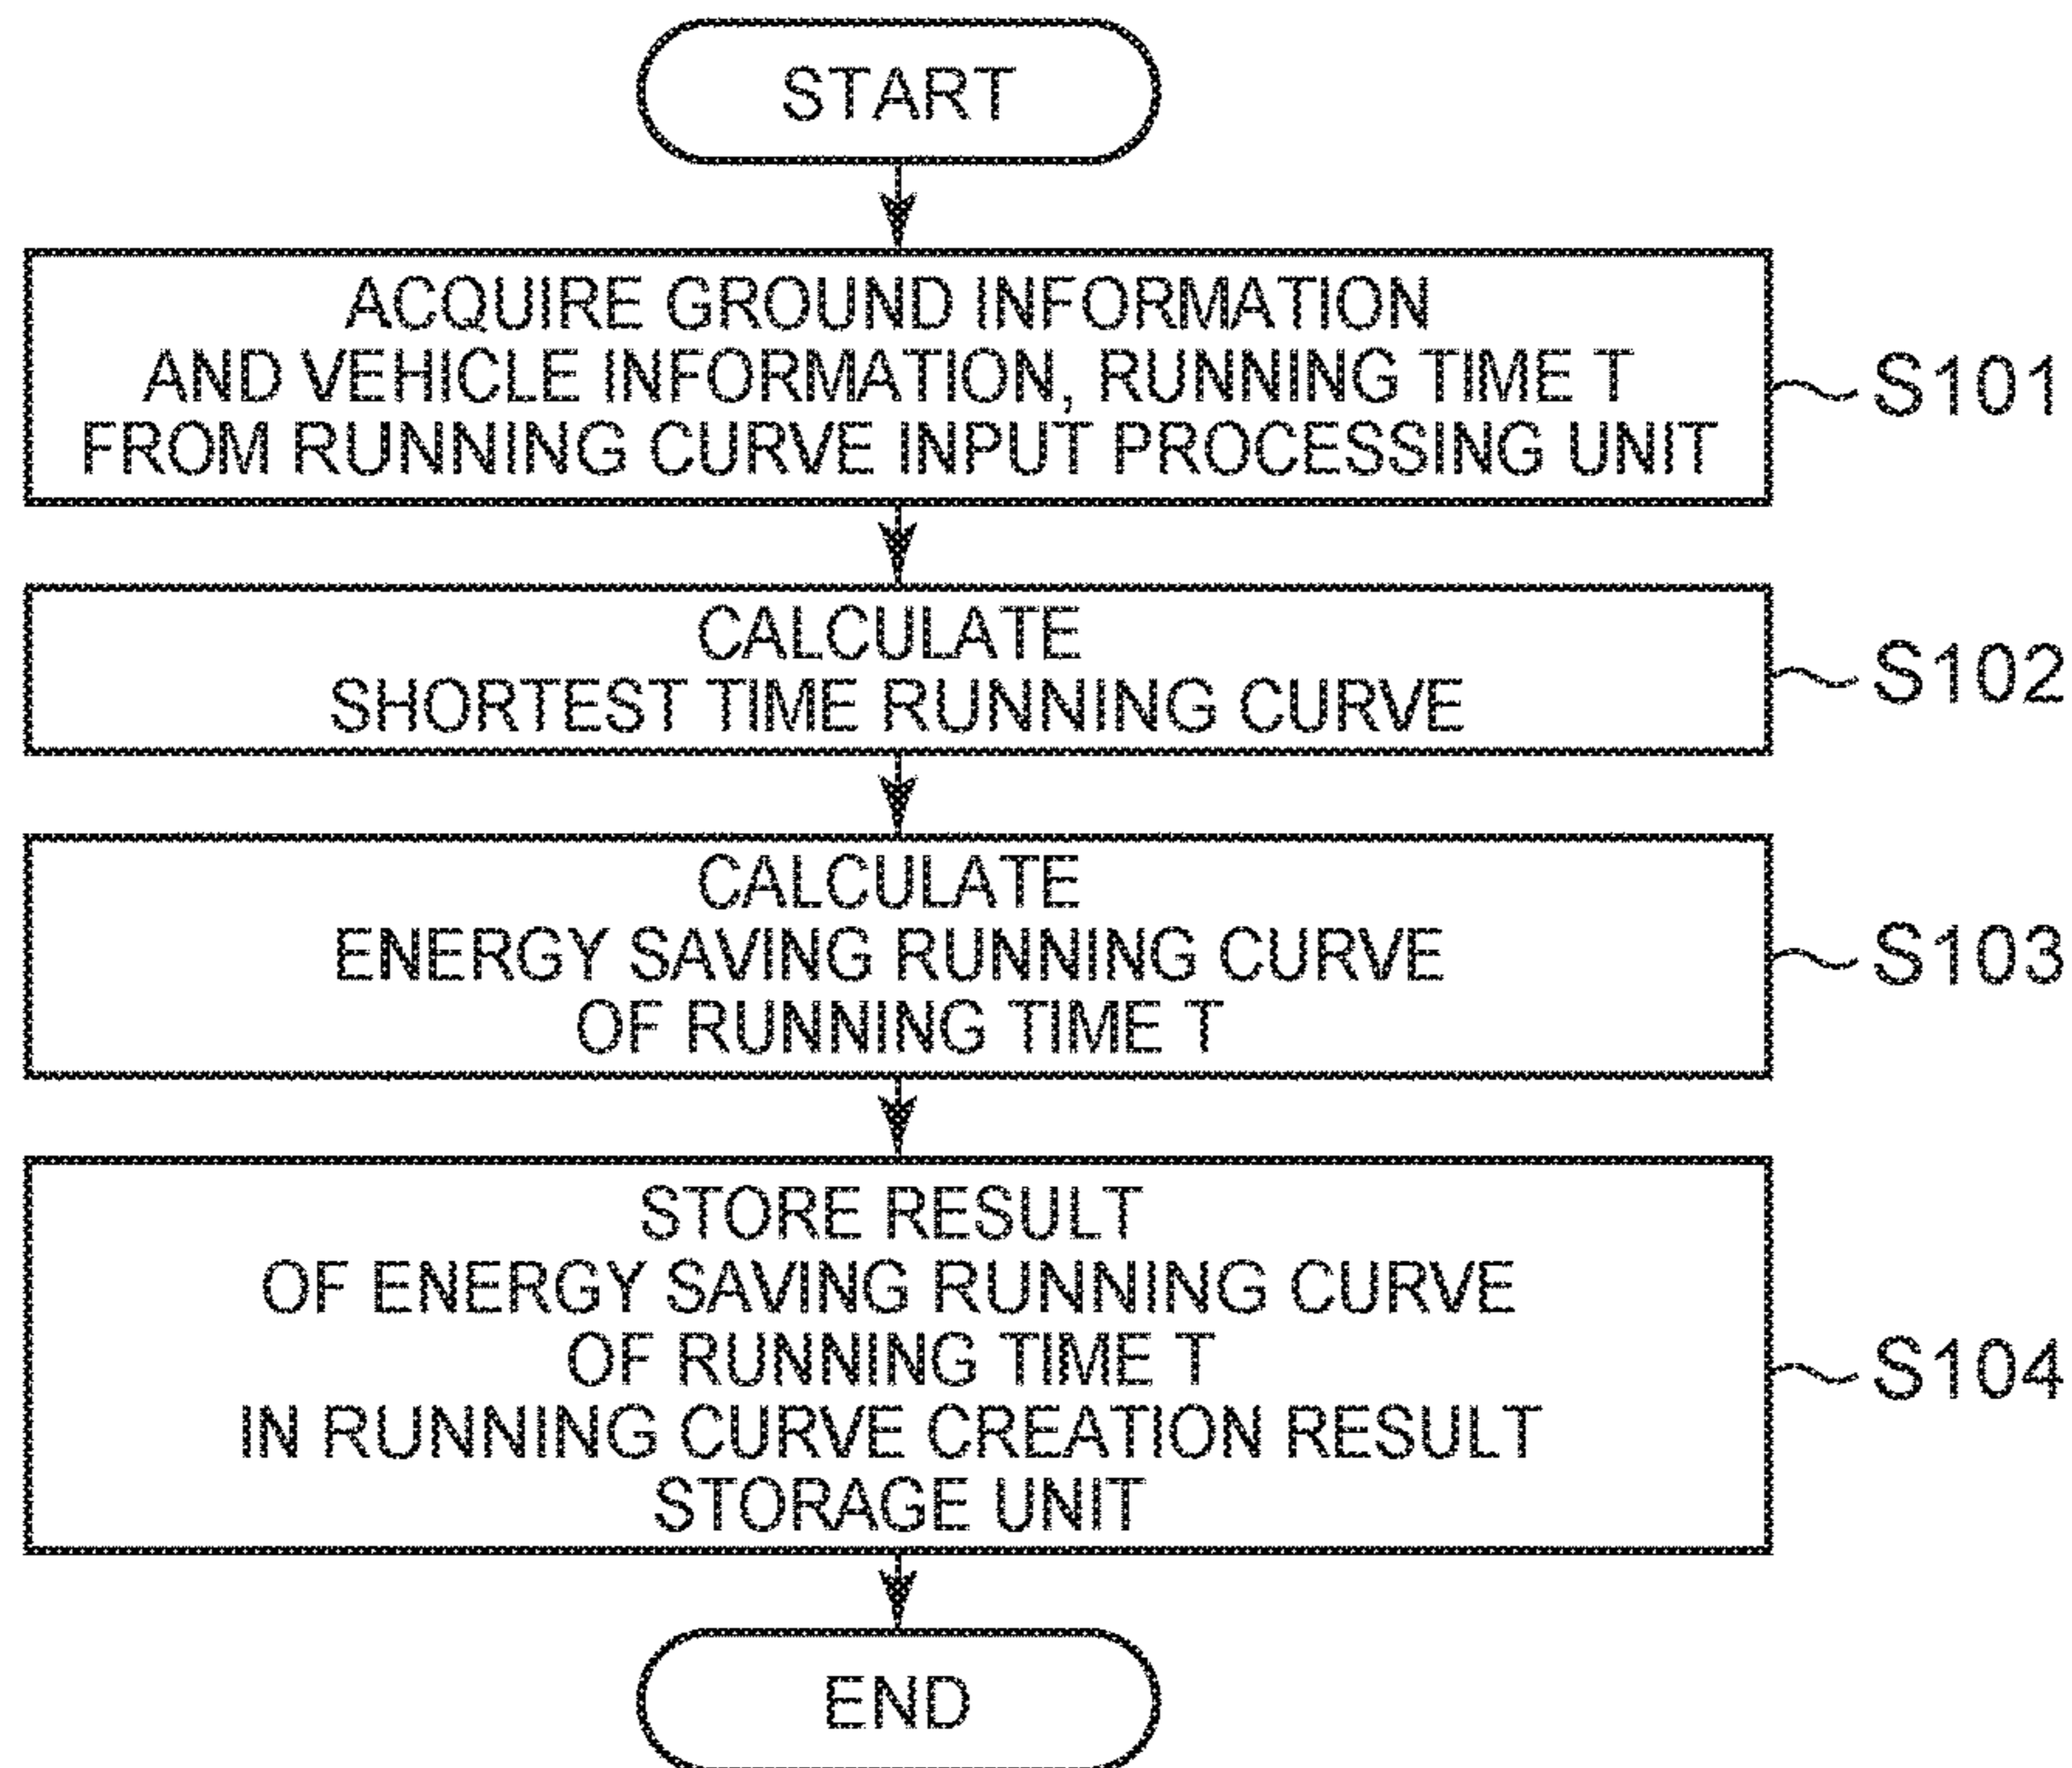 START
ACQUIRE GROUND INFORMATION
AND VEHICLE INFORMATION, RUNNING TIME T
FROM RUNNING CURVE INPUT PROCESSING UNIT
S101
CALCULATE
SHORTEST TIME RUNNING CURVE
S102
CALCULATE
ENERGY SAVING RUNNING CURVE
OF RUNNING TIME T
S103
STORE RESULT
OF ENERGY SAVING RUNNING CURVE
OF RUNNING TIME T
IN RUNNING CURVE CREATION RESULT
STORAGE UNIT
S104
END